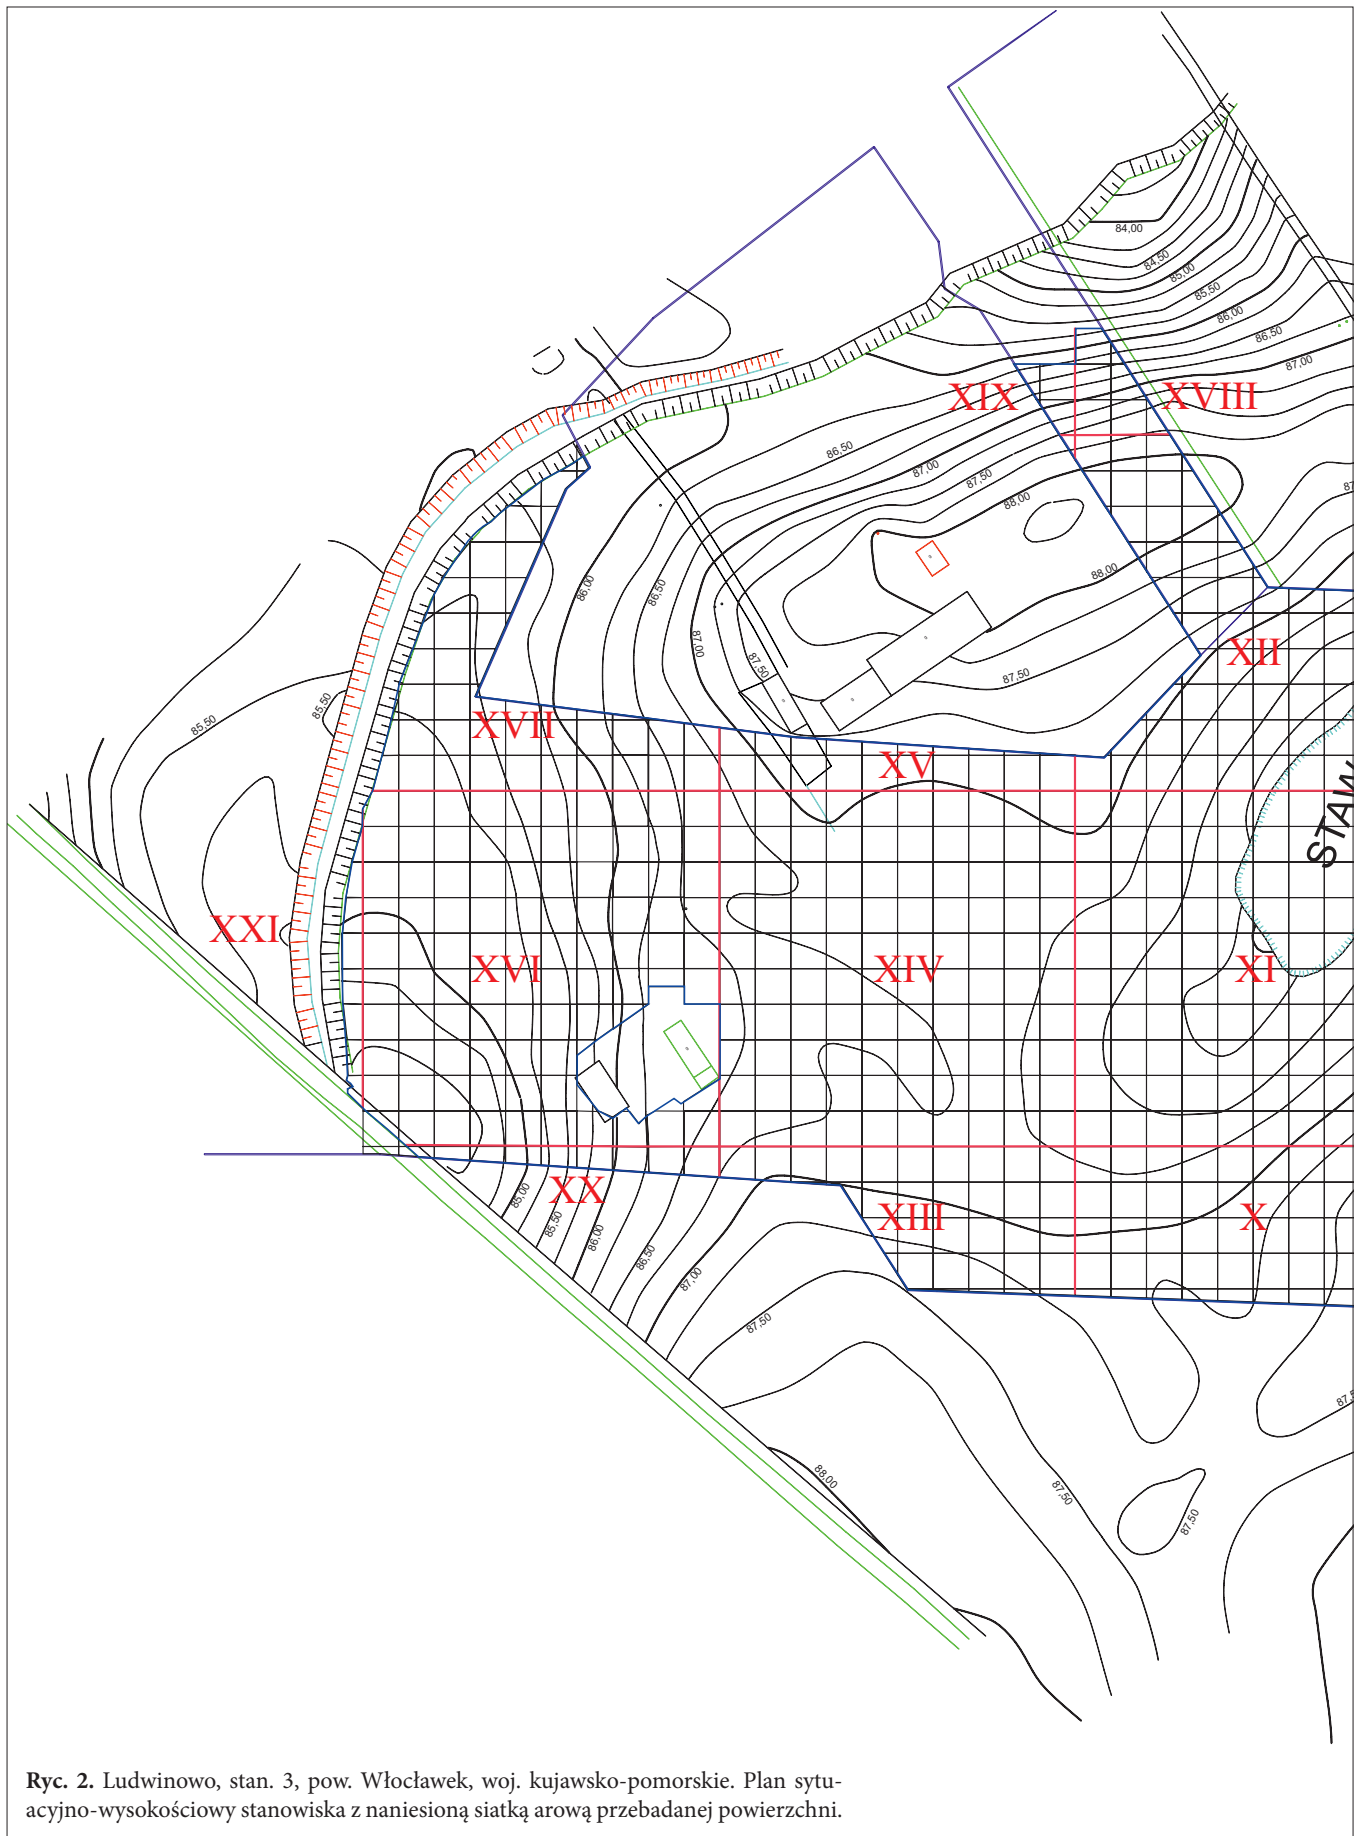 84,00
84,50
85,00
85,50
86,00
86,50
87,00
XIX
XVIII
86,50
87,00
87,50
88,00
87
86,00
86,50
88,00
87,00
87,50
87,50
XII
85,50
85,50
XVII
XV
STAW
XXI
XVI
XIV
XI
85,00
XX
85,50
86,00
86,50
87,00
XIII
X
87,50
87,5
88,00
87,50
87,50
Ryc. 2. Ludwinowo, stan. 3, pow. Włocławek, woj. kujawsko-pomorskie. Plan sytu-
acyjno-wysokościowy stanowiska z naniesioną siatką arową przebadanej powierzchni.